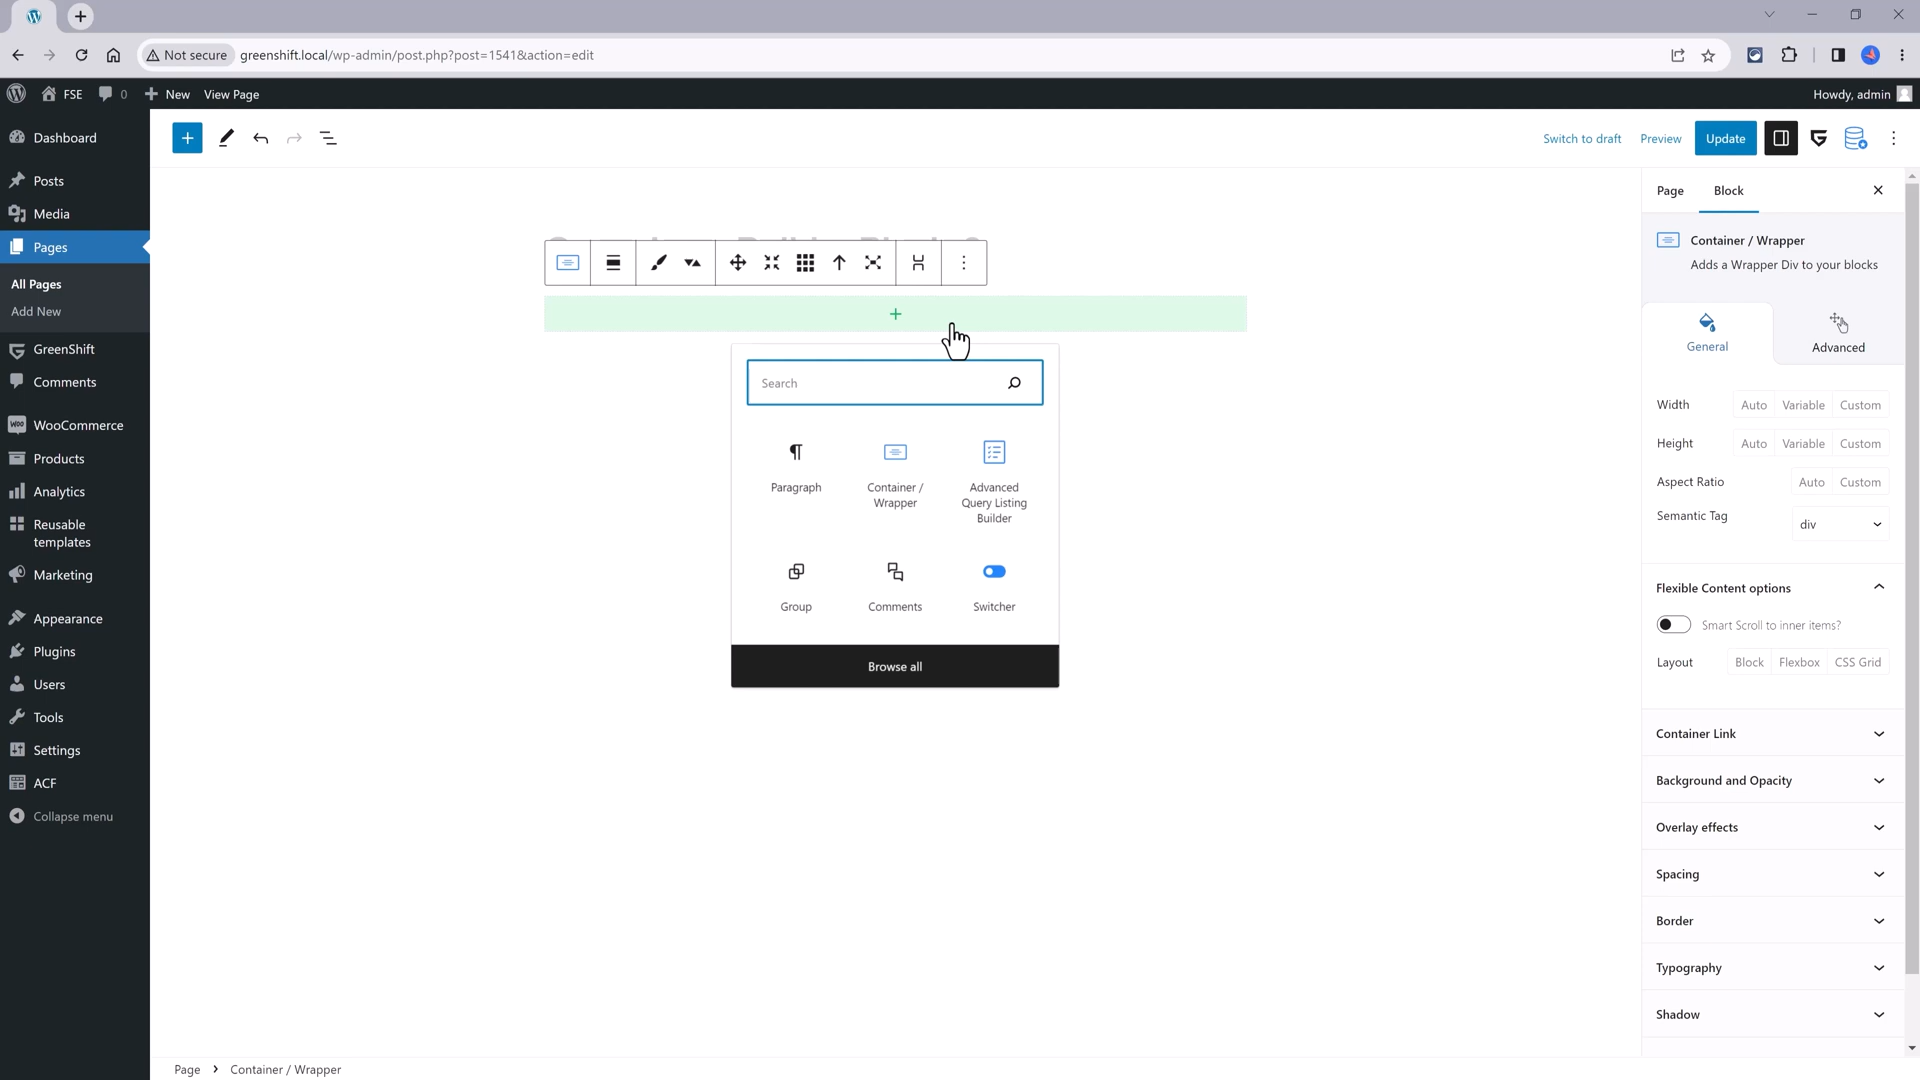 Not secure
greenshift.local/wp-admin/post.php?post=1541&action=edit
FSE
0
New
View Page
Howdy, admin
Dashboard
Posts
Media
Pages
All Pages
Add New
GreenShift
Comments
WooCommerce
Products
Analytics
Reusable
templates
Marketing
Appearance
Plugins
Users
Tools
Settings
ACF
Collapse menu
Switch to draft
Preview
Update
Search
Paragraph
Container /
Wrapper
Advanced
Query Listing
Builder
Group
Comments
Switcher
Browse all
Page
Block
Container / Wrapper
Adds a Wrapper Div to your blocks
General
Advanced
Width
Auto
Variable
Custom
Height
Auto
Variable
Custom
Aspect Ratio
Auto
Custom
Semantic Tag
div
Flexible Content options
Smart Scroll to inner items?
Layout
Block
Flexbox
CSS Grid
Container Link
Background and Opacity
Overlay effects
Spacing
Border
Typography
Shadow
Page > Container / Wrapper